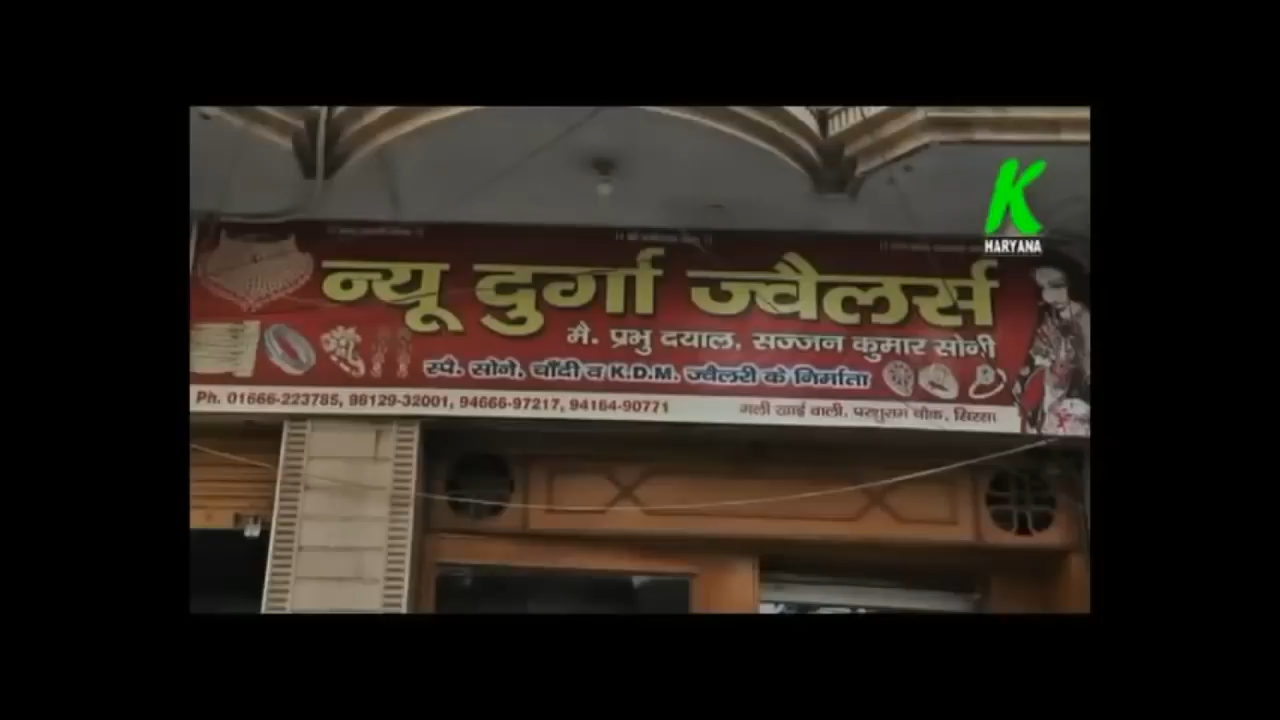 K
HARYANA
न्यू दुर्गा ज्वैलर्स
मै. प्रभु दयाल, सज्जन कुमार सोनी
स्पै. सोने, चाँदी व K.D.M. ज्वैलरी के निर्माता
Ph. 01666-223785, 98129-32001, 94666-97217, 94164-90771
गली खाई वाली, परशुराम चौक, सिरसा